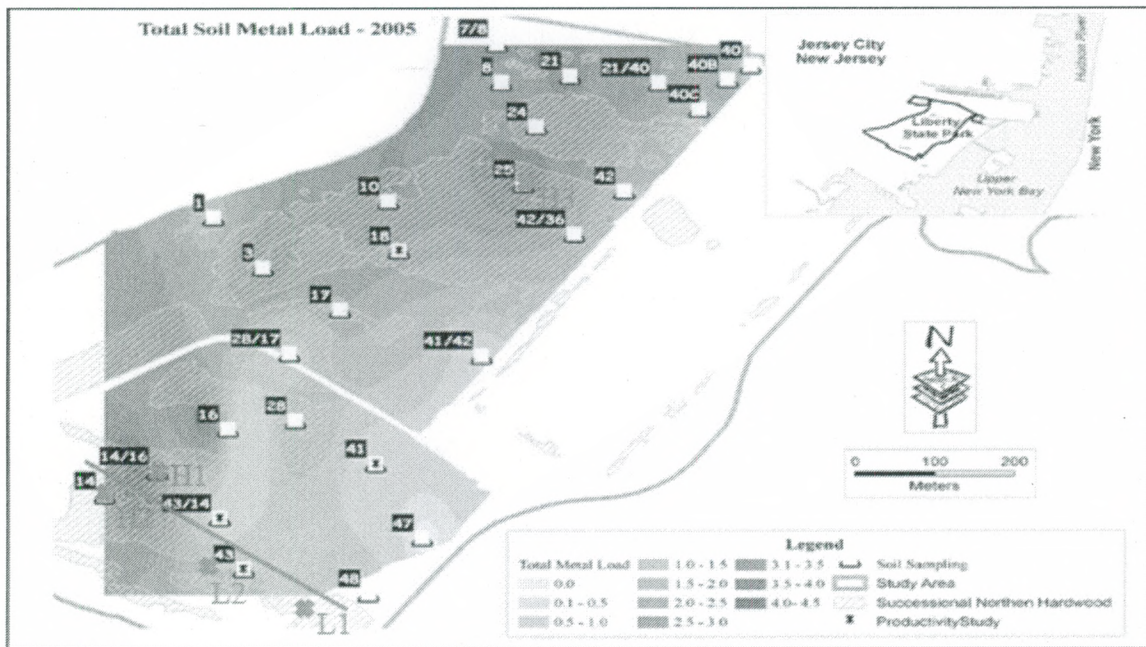 Total Soil Metal Load - 2005
7/8
8
21
21/40
40B
40
40C
24
25
42
42/36
10
1
18
3
17
28/17
41/42
16
28
41
14/16
H1
14
43/14
47
43
L2
48
L1
Jersey City
New Jersey
Hudson River
Liberty
State Park
New York
Upper
New York Bay
N
0 100 200
Meters
Legend
Total Metal Load
0.0
0.1 - 0.5
0.5 - 1.0
1.0 - 1.5
1.5 - 2.0
2.0 - 2.5
2.5 - 3.0
3.1 - 3.5
3.5 - 4.0
4.0- 4.5
Soil Sampling
Study Area
Successional Northen Hardwood
ProductivityStudy